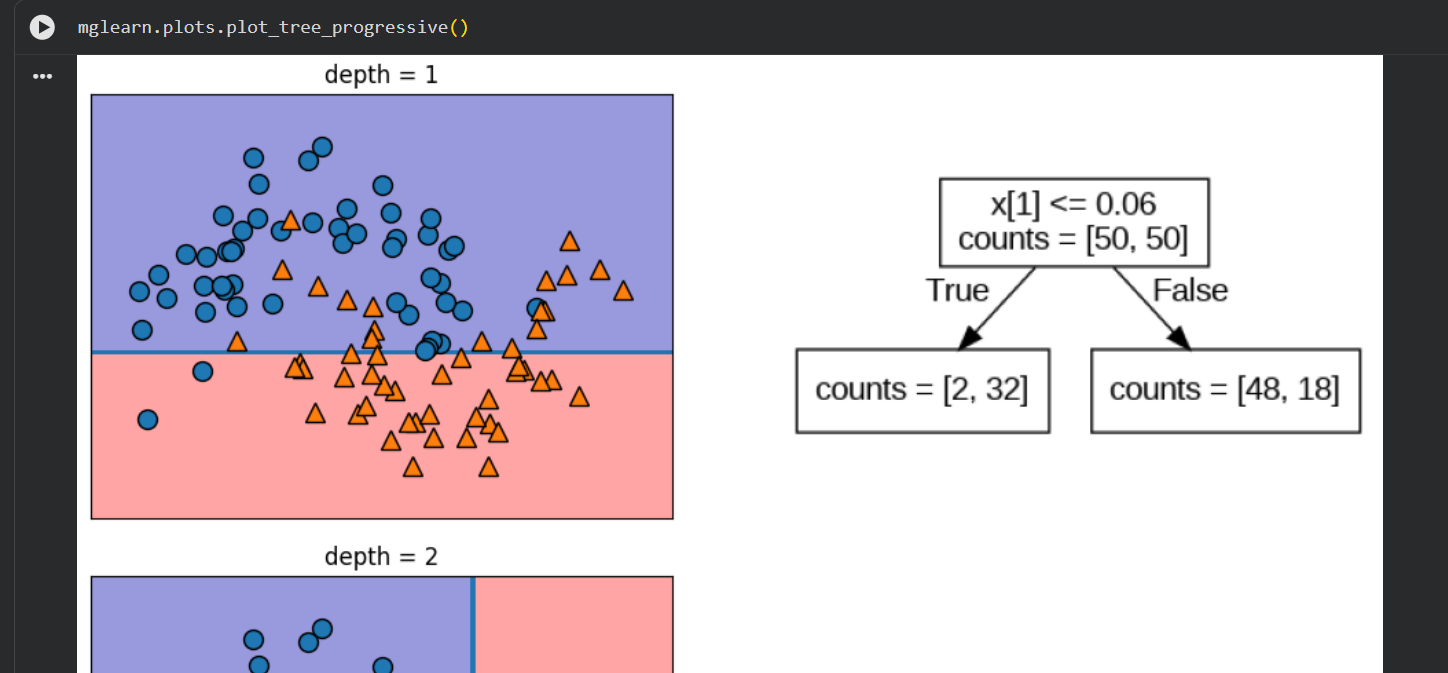 mglearn.plots.plot_tree_progressive()
depth = 1
x[1] <= 0.06
counts = [50, 50]
True
False
counts = [2, 32]
counts = [48, 18]
depth = 2